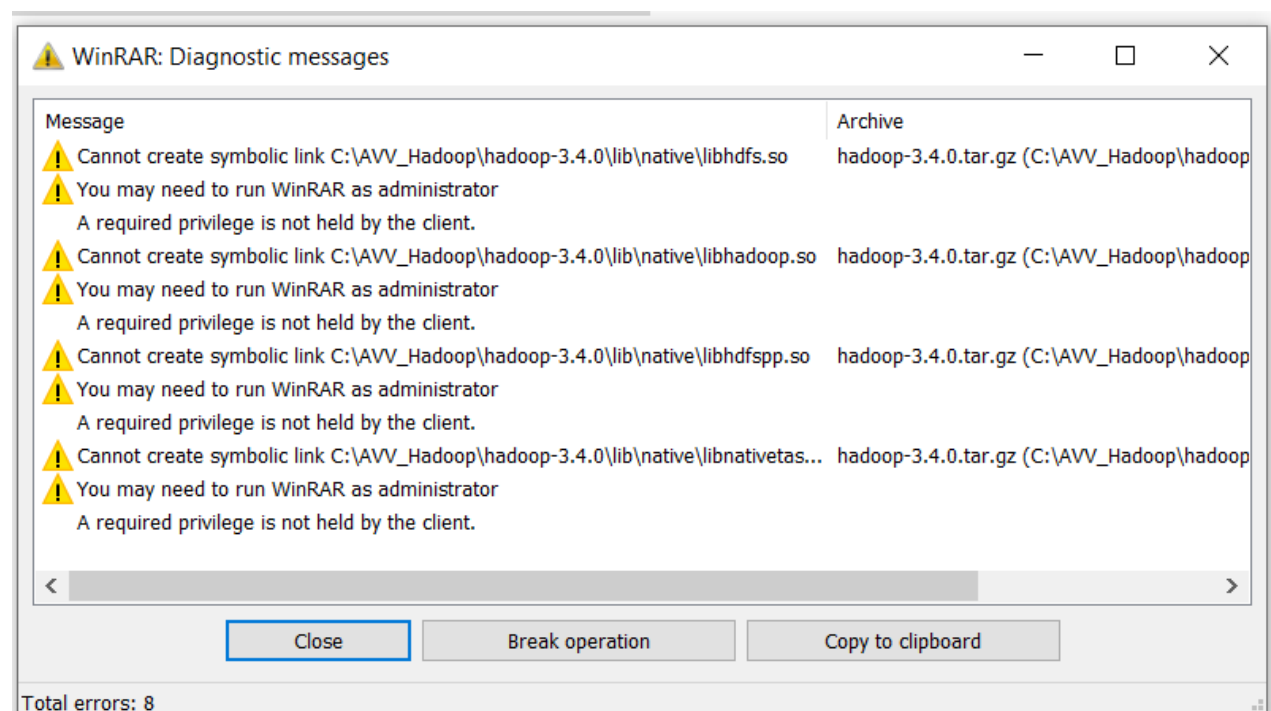 WinRAR: Diagnostic messages
Message Archive
Cannot create symbolic link C:\AVV_Hadoop\hadoop-3.4.0\lib\native\libhdfs.so hadoop-3.4.0.tar.gz (C:\AVV_Hadoop\hadoop
You may need to run WinRAR as administrator
A required privilege is not held by the client.
Cannot create symbolic link C:\AVV_Hadoop\hadoop-3.4.0\lib\native\libhadoop.so hadoop-3.4.0.tar.gz (C:\AVV_Hadoop\hadoop
You may need to run WinRAR as administrator
A required privilege is not held by the client.
Cannot create symbolic link C:\AVV_Hadoop\hadoop-3.4.0\lib\native\libhdfspp.so hadoop-3.4.0.tar.gz (C:\AVV_Hadoop\hadoop
You may need to run WinRAR as administrator
A required privilege is not held by the client.
Cannot create symbolic link C:\AVV_Hadoop\hadoop-3.4.0\lib\native\libnativetas... hadoop-3.4.0.tar.gz (C:\AVV_Hadoop\hadoop
You may need to run WinRAR as administrator
A required privilege is not held by the client.
Close Break operation Copy to clipboard
Total errors: 8